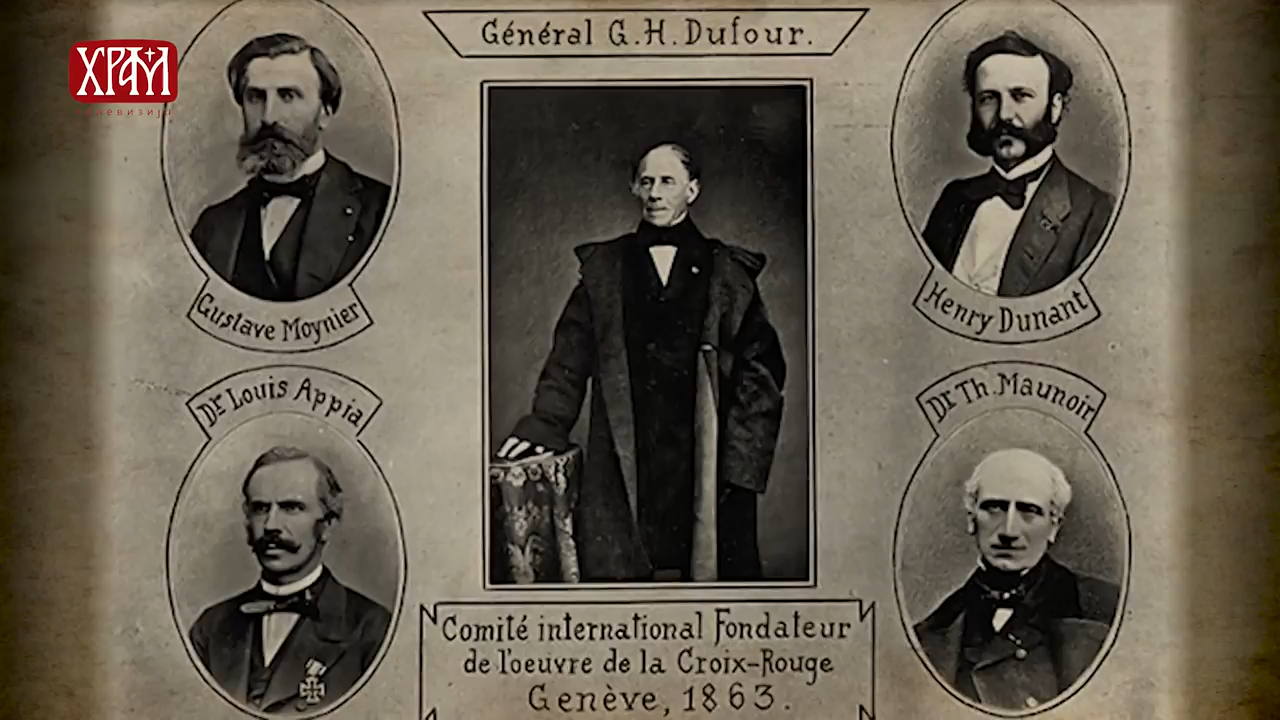 Général G.H.Dufour.
ХРАМ
телевизија
Gustave Moynier
Henry Dunant
Dr Louis Appia
Dr Th. Maunoir
Comité international Fondateur
de l'oeuvre de la Croix-Rouge
Genève, 1863.